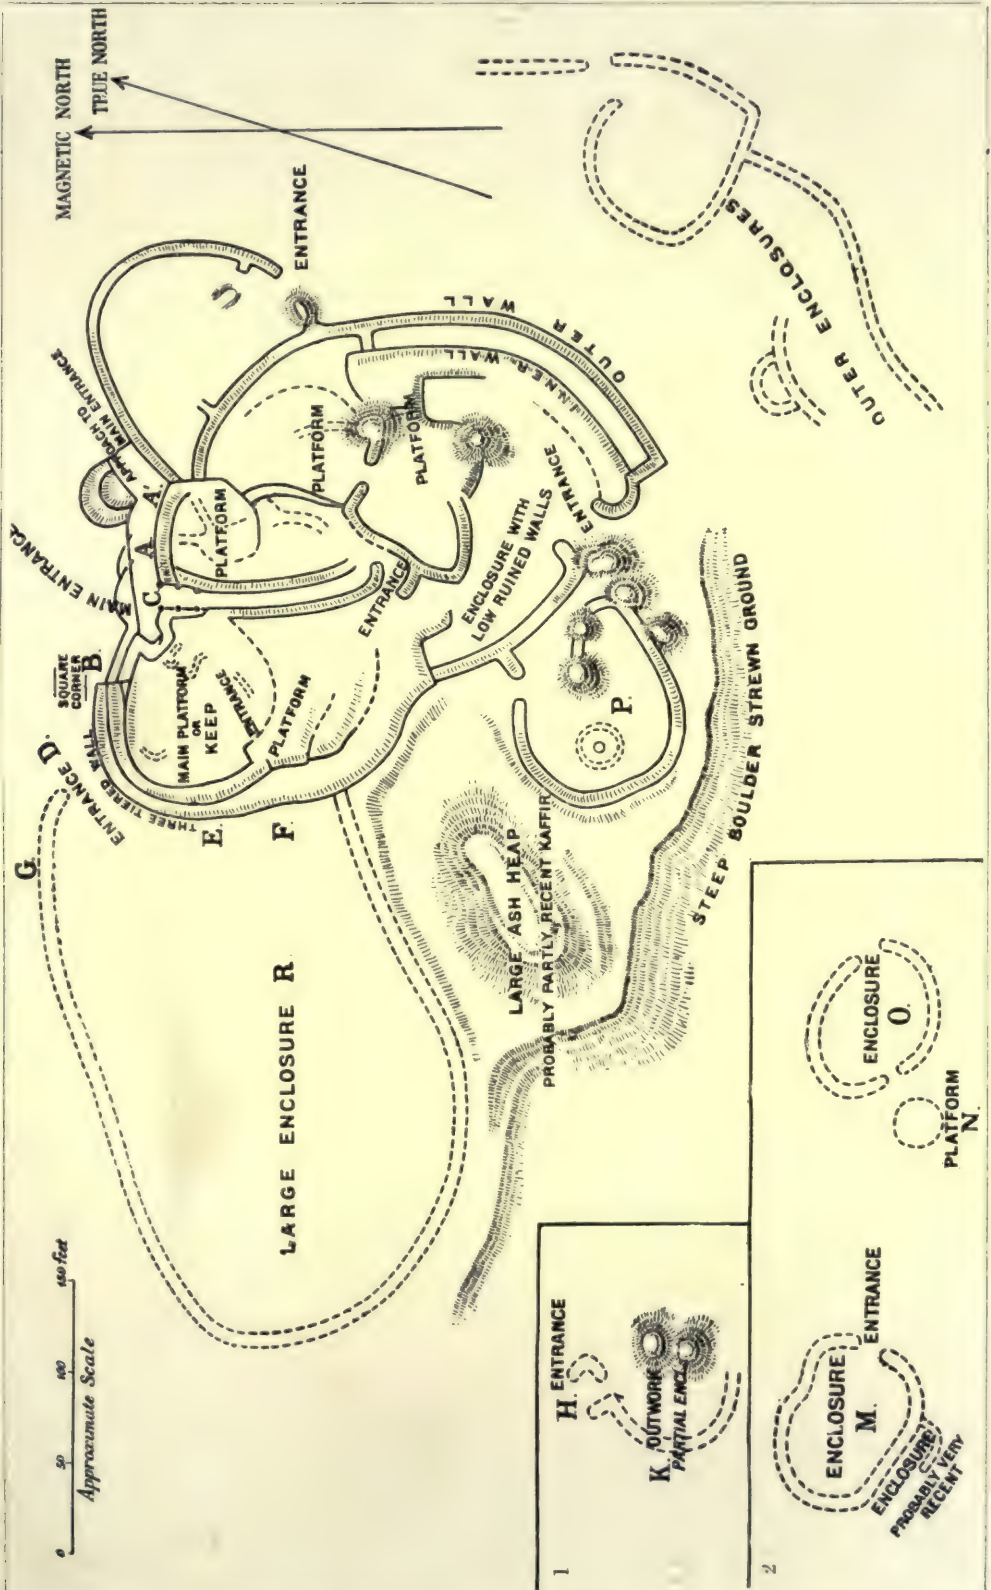 MAGNETIC NORTH
TRUE NORTH
ENTRANCE
APPROACH TO
MAIN ENTRANCE
MAIN ENTRANCE
A'.
A
C
SQUARE
CORNER
B.
ENTRANCE D.
THREE TIERED WALL
G.
E.
F.
MAIN PLATFORM
OR
KEEP
ENTRANCE
PLATFORM
PLATFORM
PLATFORM
PLATFORM
OUTER WALL
INNER WALL
ENTRANCE
ENTRANCE
ENCLOSURE WITH
LOW RUINED WALLS
OUTER ENCLOSURES
OUTER ENCLOSURES
P.
LARGE ENCLOSURE R.
LARGE ASH HEAP
PROBABLY PARTLY RECENT KAFFIR
STEEP BOULDER STREWN GROUND
0 50 100 150 feet
Approximate Scale
1
H. ENTRANCE
K. OUTWORK
PARTIAL ENCL.
2
ENCLOSURE
M.
ENTRANCE
ENCLOSURE
PROBABLY VERY
RECENT
ENCLOSURE
O.
PLATFORM
N.